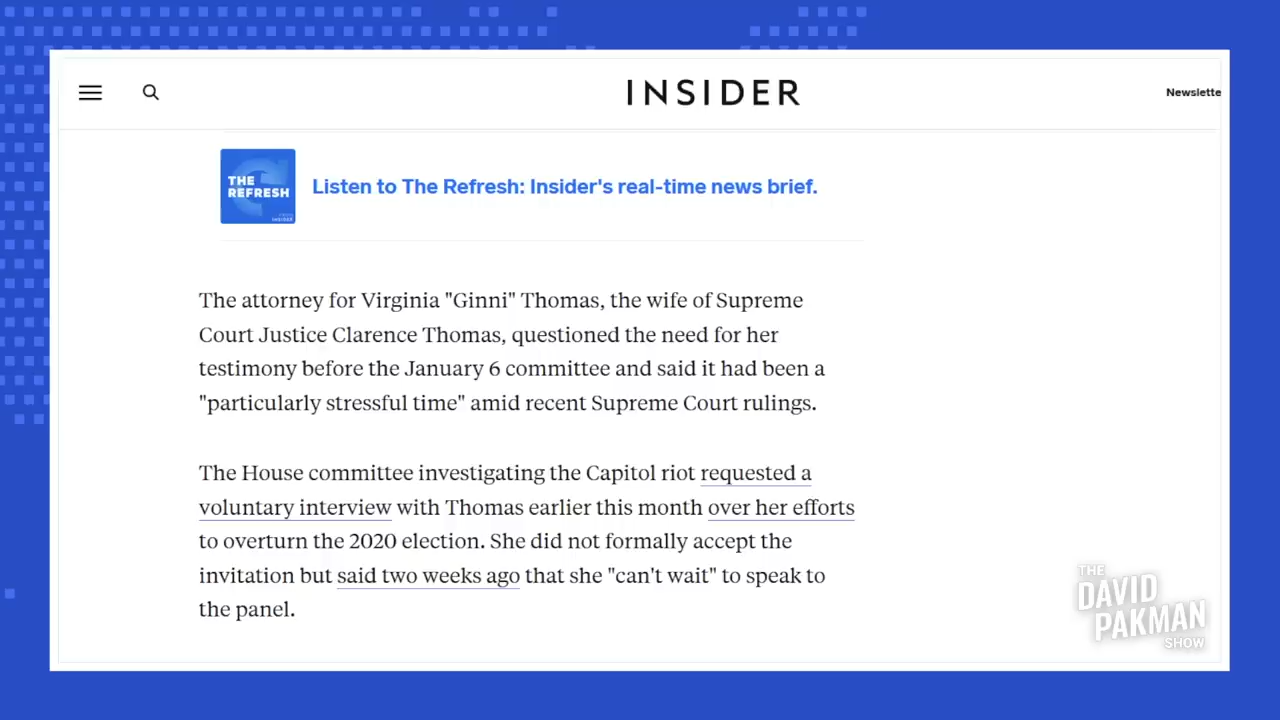 INSIDER
Newslette
THE
REFRESH
INSIDER
Listen to The Refresh: Insider's real-time news brief.
The attorney for Virginia "Ginni" Thomas, the wife of Supreme
Court Justice Clarence Thomas, questioned the need for her
testimony before the January 6 committee and said it had been a
"particularly stressful time" amid recent Supreme Court rulings.
The House committee investigating the Capitol riot requested a
voluntary interview with Thomas earlier this month over her efforts
to overturn the 2020 election. She did not formally accept the
invitation but said two weeks ago that she "can't wait" to speak to
the panel.
THE
DAVID
PAKMAN
SHOW